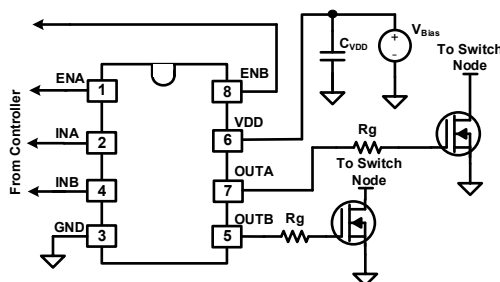 From Controller
ENA
1
INA
2
INB
4
GND
3
ENB
8
VDD
6
OUTA
7
OUTB
5
CVDD
VBias
+
-
Rg
To Switch
Node
Rg
To Switch
Node